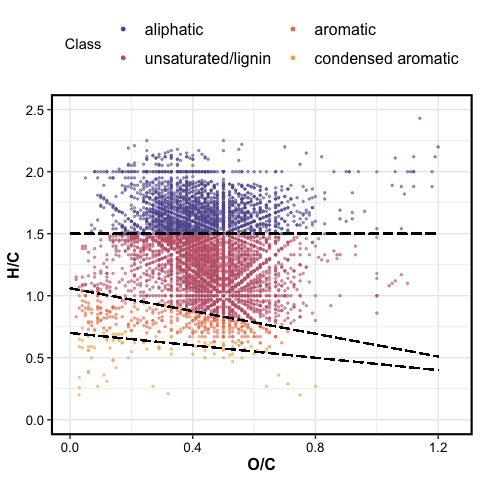 Class
aliphatic
aromatic
unsaturated/lignin
condensed aromatic
2.5
2.0
1.5
1.0
0.5
0.0
H/C
0.0 0.4 0.8 1.2
O/C